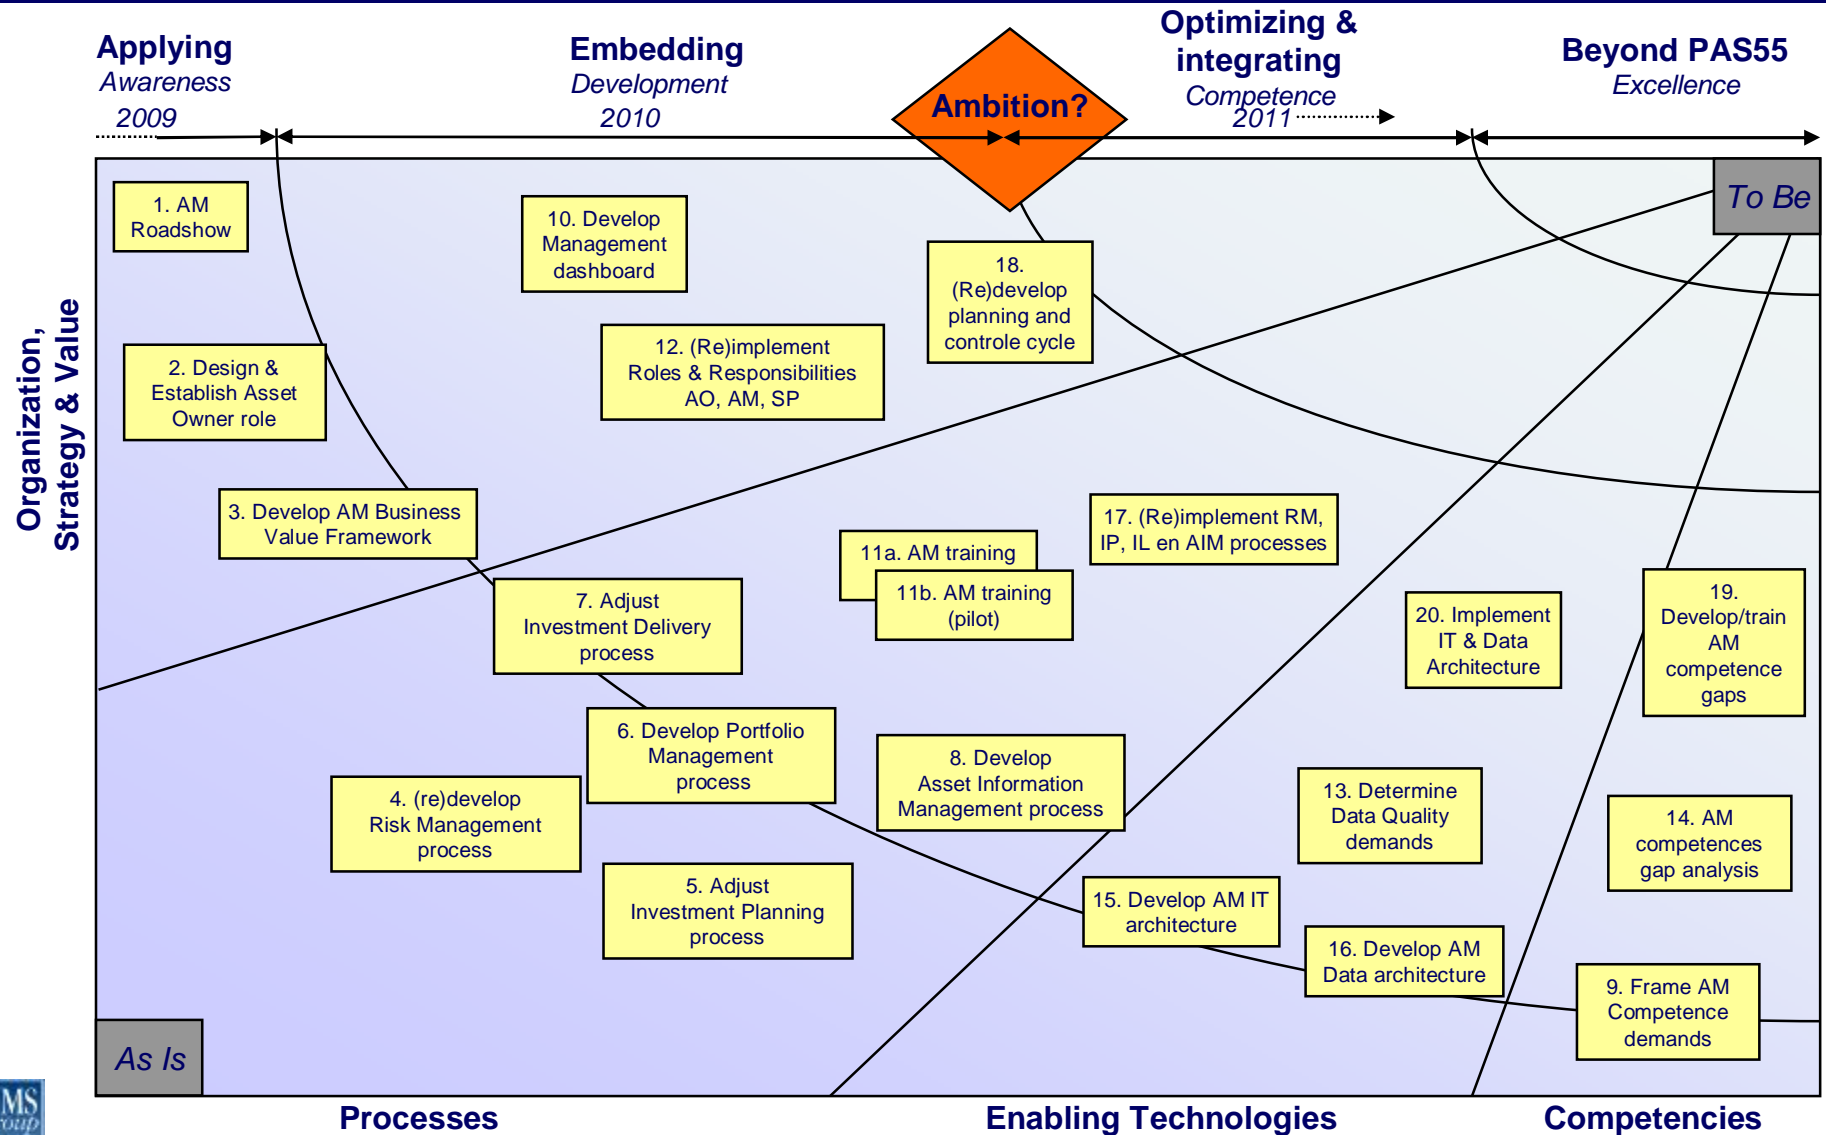 Applying
Awareness
2009
Embedding
Development
2010
Ambition?
Optimizing &
integrating
Competence
2011
Beyond PAS55
Excellence
Organization,
Strategy & Value
To Be
1. AM
Roadshow
10. Develop
Management
dashboard
18.
(Re)develop
planning and
controle cycle
2. Design &
Establish Asset
Owner role
12. (Re)implement
Roles & Responsibilities
AO, AM, SP
3. Develop AM Business
Value Framework
17. (Re)implement RM,
IP, IL en AIM processes
11a. AM training
11b. AM training
(pilot)
7. Adjust
Investment Delivery
process
20. Implement
IT & Data
Architecture
19.
Develop/train
AM
competence
gaps
6. Develop Portfolio
Management
process
8. Develop
Asset Information
Management process
4. (re)develop
Risk Management
process
13. Determine
Data Quality
demands
14. AM
competences
gap analysis
5. Adjust
Investment Planning
process
15. Develop AM IT
architecture
16. Develop AM
Data architecture
9. Frame AM
Competence
demands
As Is
MS
roup
Processes
Enabling Technologies
Competencies